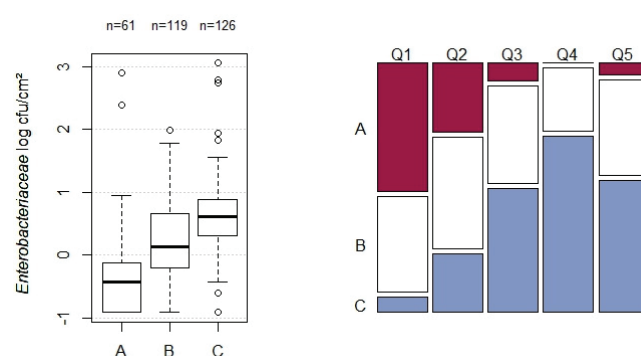 n=61 n=119 n=126
Enterobacteriaceae log cfu/cm²
3
2
1
0
-1
A B C
Q1 Q2 Q3 Q4 Q5
A
B
C